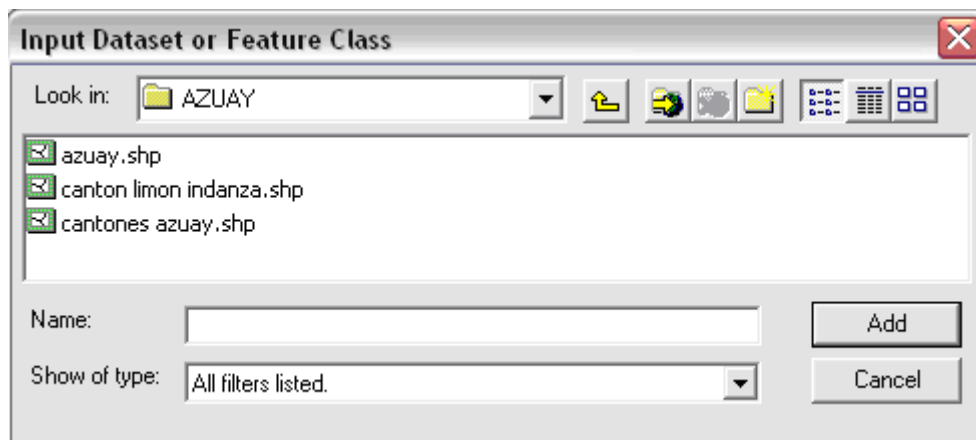 Input Dataset or Feature Class
Look in: AZUAY
azuay.shp
canton limon indanza.shp
cantones azuay.shp
Name: Add
Show of type: All filters listed. Cancel